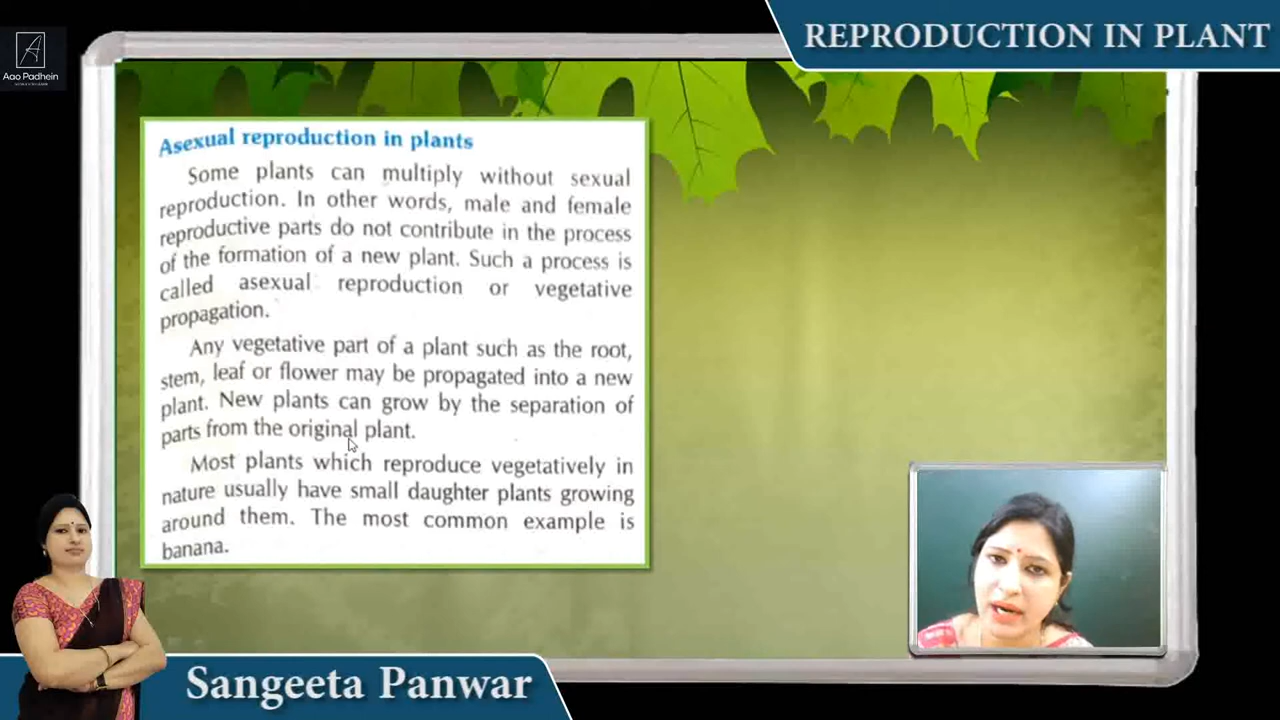 Aao Padhein
REPRODUCTION IN PLANT
Asexual reproduction in plants
Some plants can multiply without sexual
reproduction. In other words, male and female
reproductive parts do not contribute in the process
of the formation of a new plant. Such a process is
called asexual reproduction or vegetative
propagation.
Any vegetative part of a plant such as the root,
stem, leaf or flower may be propagated into a new
plant. New plants can grow by the separation of
parts from the original plant.
Most plants which reproduce vegetatively in
nature usually have small daughter plants growing
around them. The most common example is
banana.
Sangeeta Panwar